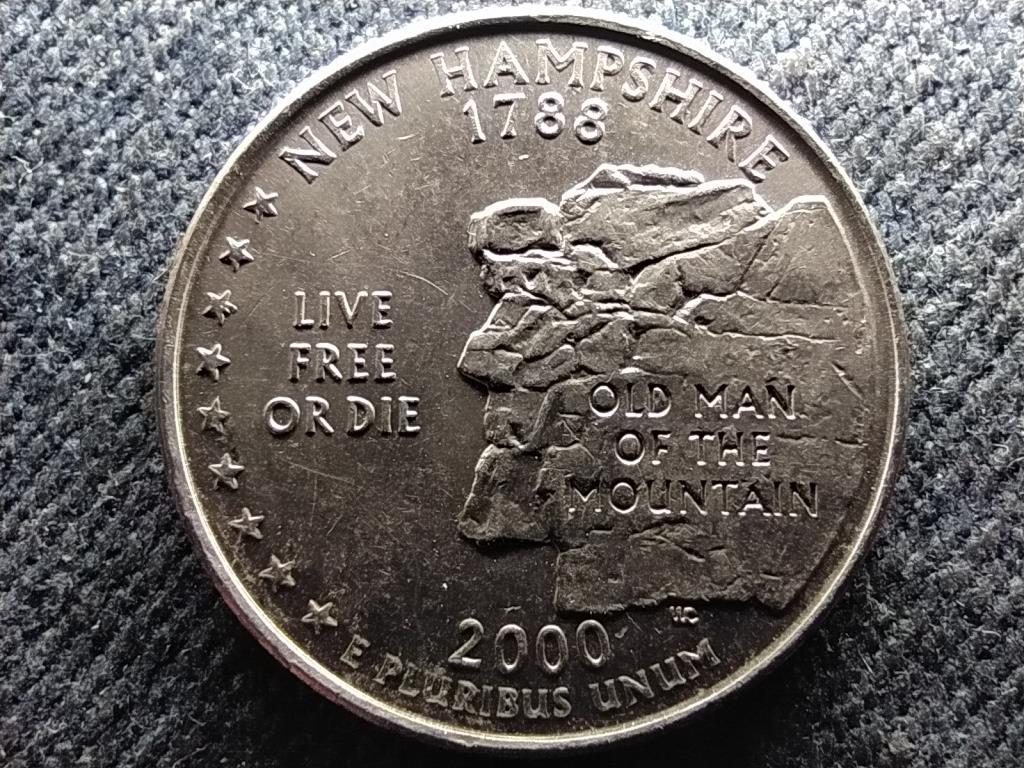 NEW HAMPSHIRE
1788
LIVE
FREE
OR DIE
OLD MAN
OF THE
MOUNTAIN
2000
E PLURIBUS UNUM